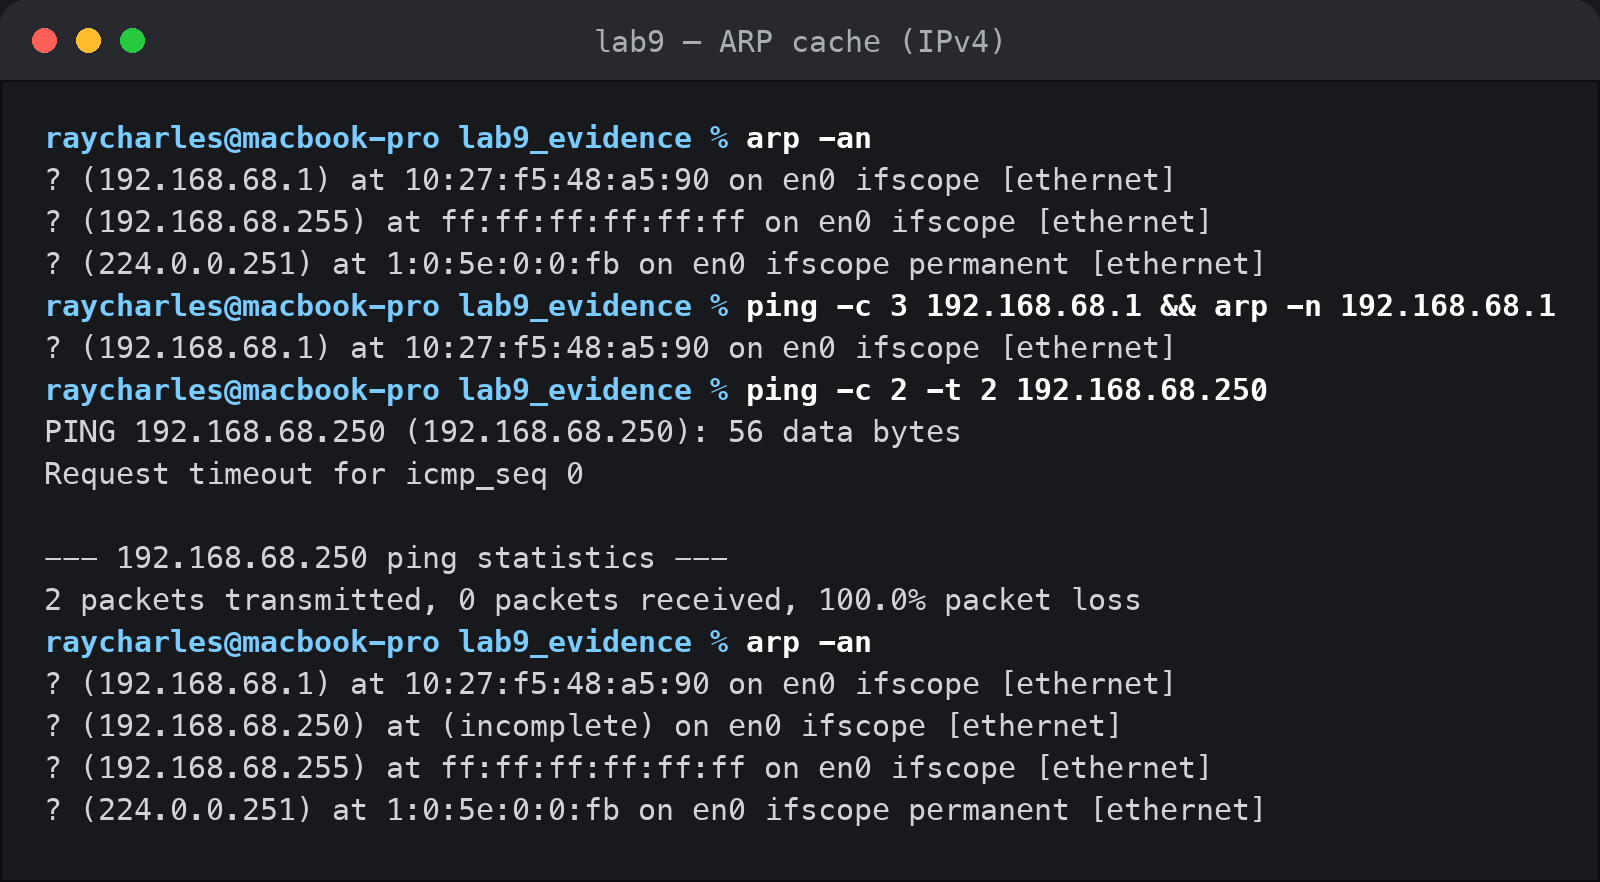 lab9 — ARP cache (IPv4)
raycharles@macbook-pro lab9_evidence % arp -an
? (192.168.68.1) at 10:27:f5:48:a5:90 on en0 ifscope [ethernet]
? (192.168.68.255) at ff:ff:ff:ff:ff:ff on en0 ifscope [ethernet]
? (224.0.0.251) at 1:0:5e:0:0:fb on en0 ifscope permanent [ethernet]
raycharles@macbook-pro lab9_evidence % ping -c 3 192.168.68.1 && arp -n 192.168.68.1
? (192.168.68.1) at 10:27:f5:48:a5:90 on en0 ifscope [ethernet]
raycharles@macbook-pro lab9_evidence % ping -c 2 -t 2 192.168.68.250
PING 192.168.68.250 (192.168.68.250): 56 data bytes
Request timeout for icmp_seq 0
--- 192.168.68.250 ping statistics ---
2 packets transmitted, 0 packets received, 100.0% packet loss
raycharles@macbook-pro lab9_evidence % arp -an
? (192.168.68.1) at 10:27:f5:48:a5:90 on en0 ifscope [ethernet]
? (192.168.68.250) at (incomplete) on en0 ifscope [ethernet]
? (192.168.68.255) at ff:ff:ff:ff:ff:ff on en0 ifscope [ethernet]
? (224.0.0.251) at 1:0:5e:0:0:fb on en0 ifscope permanent [ethernet]